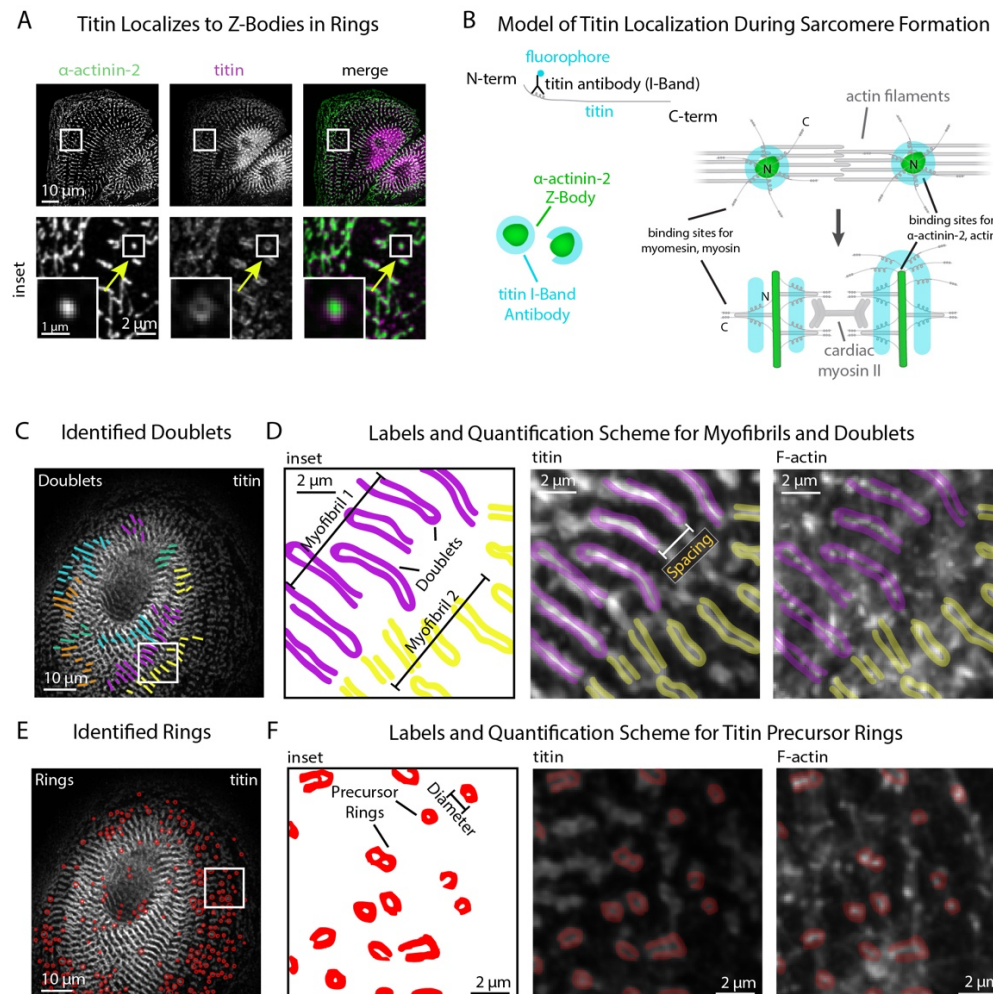 A
Titin Localizes to Z-Bodies in Rings
α-actinin-2
titin
merge
10 µm
inset
1 µm
2 µm
B
Model of Titin Localization During Sarcomere Formation
fluorophore
N-term
titin antibody (I-Band)
titin
C-term
actin filaments
C
N
N
α-actinin-2
Z-Body
titin I-Band
Antibody
binding sites for
myomesin, myosin
binding sites for
α-actinin-2, actin
N
C
cardiac
myosin II
C
Identified Doublets
Doublets
titin
10 µm
D
Labels and Quantification Scheme for Myofibrils and Doublets
inset
2 µm
Myofibril 1
Doublets
Myofibril 2
titin
2 µm
Spacing
F-actin
2 µm
E
Identified Rings
Rings
titin
10 µm
F
Labels and Quantification Scheme for Titin Precursor Rings
inset
Precursor
Rings
Diameter
2 µm
titin
2 µm
F-actin
2 µm